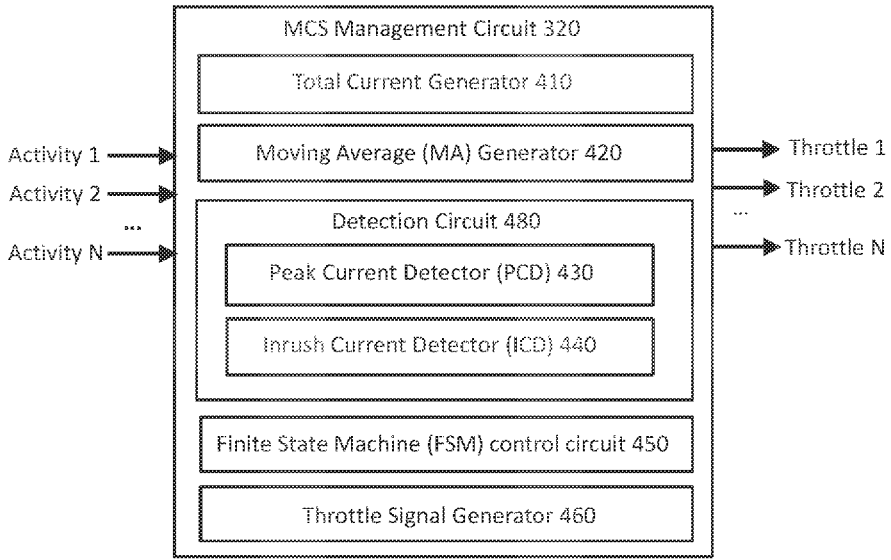 MCS Management Circuit 320
Total Current Generator 410
Moving Average (MA) Generator 420
Detection Circuit 480
Peak Current Detector (PCD) 430
Inrush Current Detector (ICD) 440
Finite State Machine (FSM) control circuit 450
Throttle Signal Generator 460
Activity 1
Activity 2
...
Activity N
Throttle 1
Throttle 2
...
Throttle N